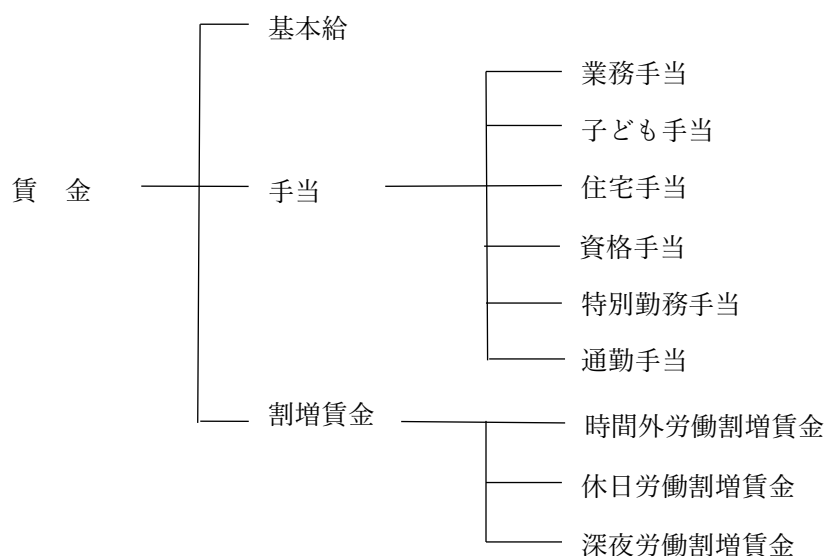 基本給
業務手当
子ども手当
賃 金
手当
住宅手当
資格手当
特別勤務手当
通勤手当
割増賃金
時間外労働割増賃金
休日労働割増賃金
深夜労働割増賃金